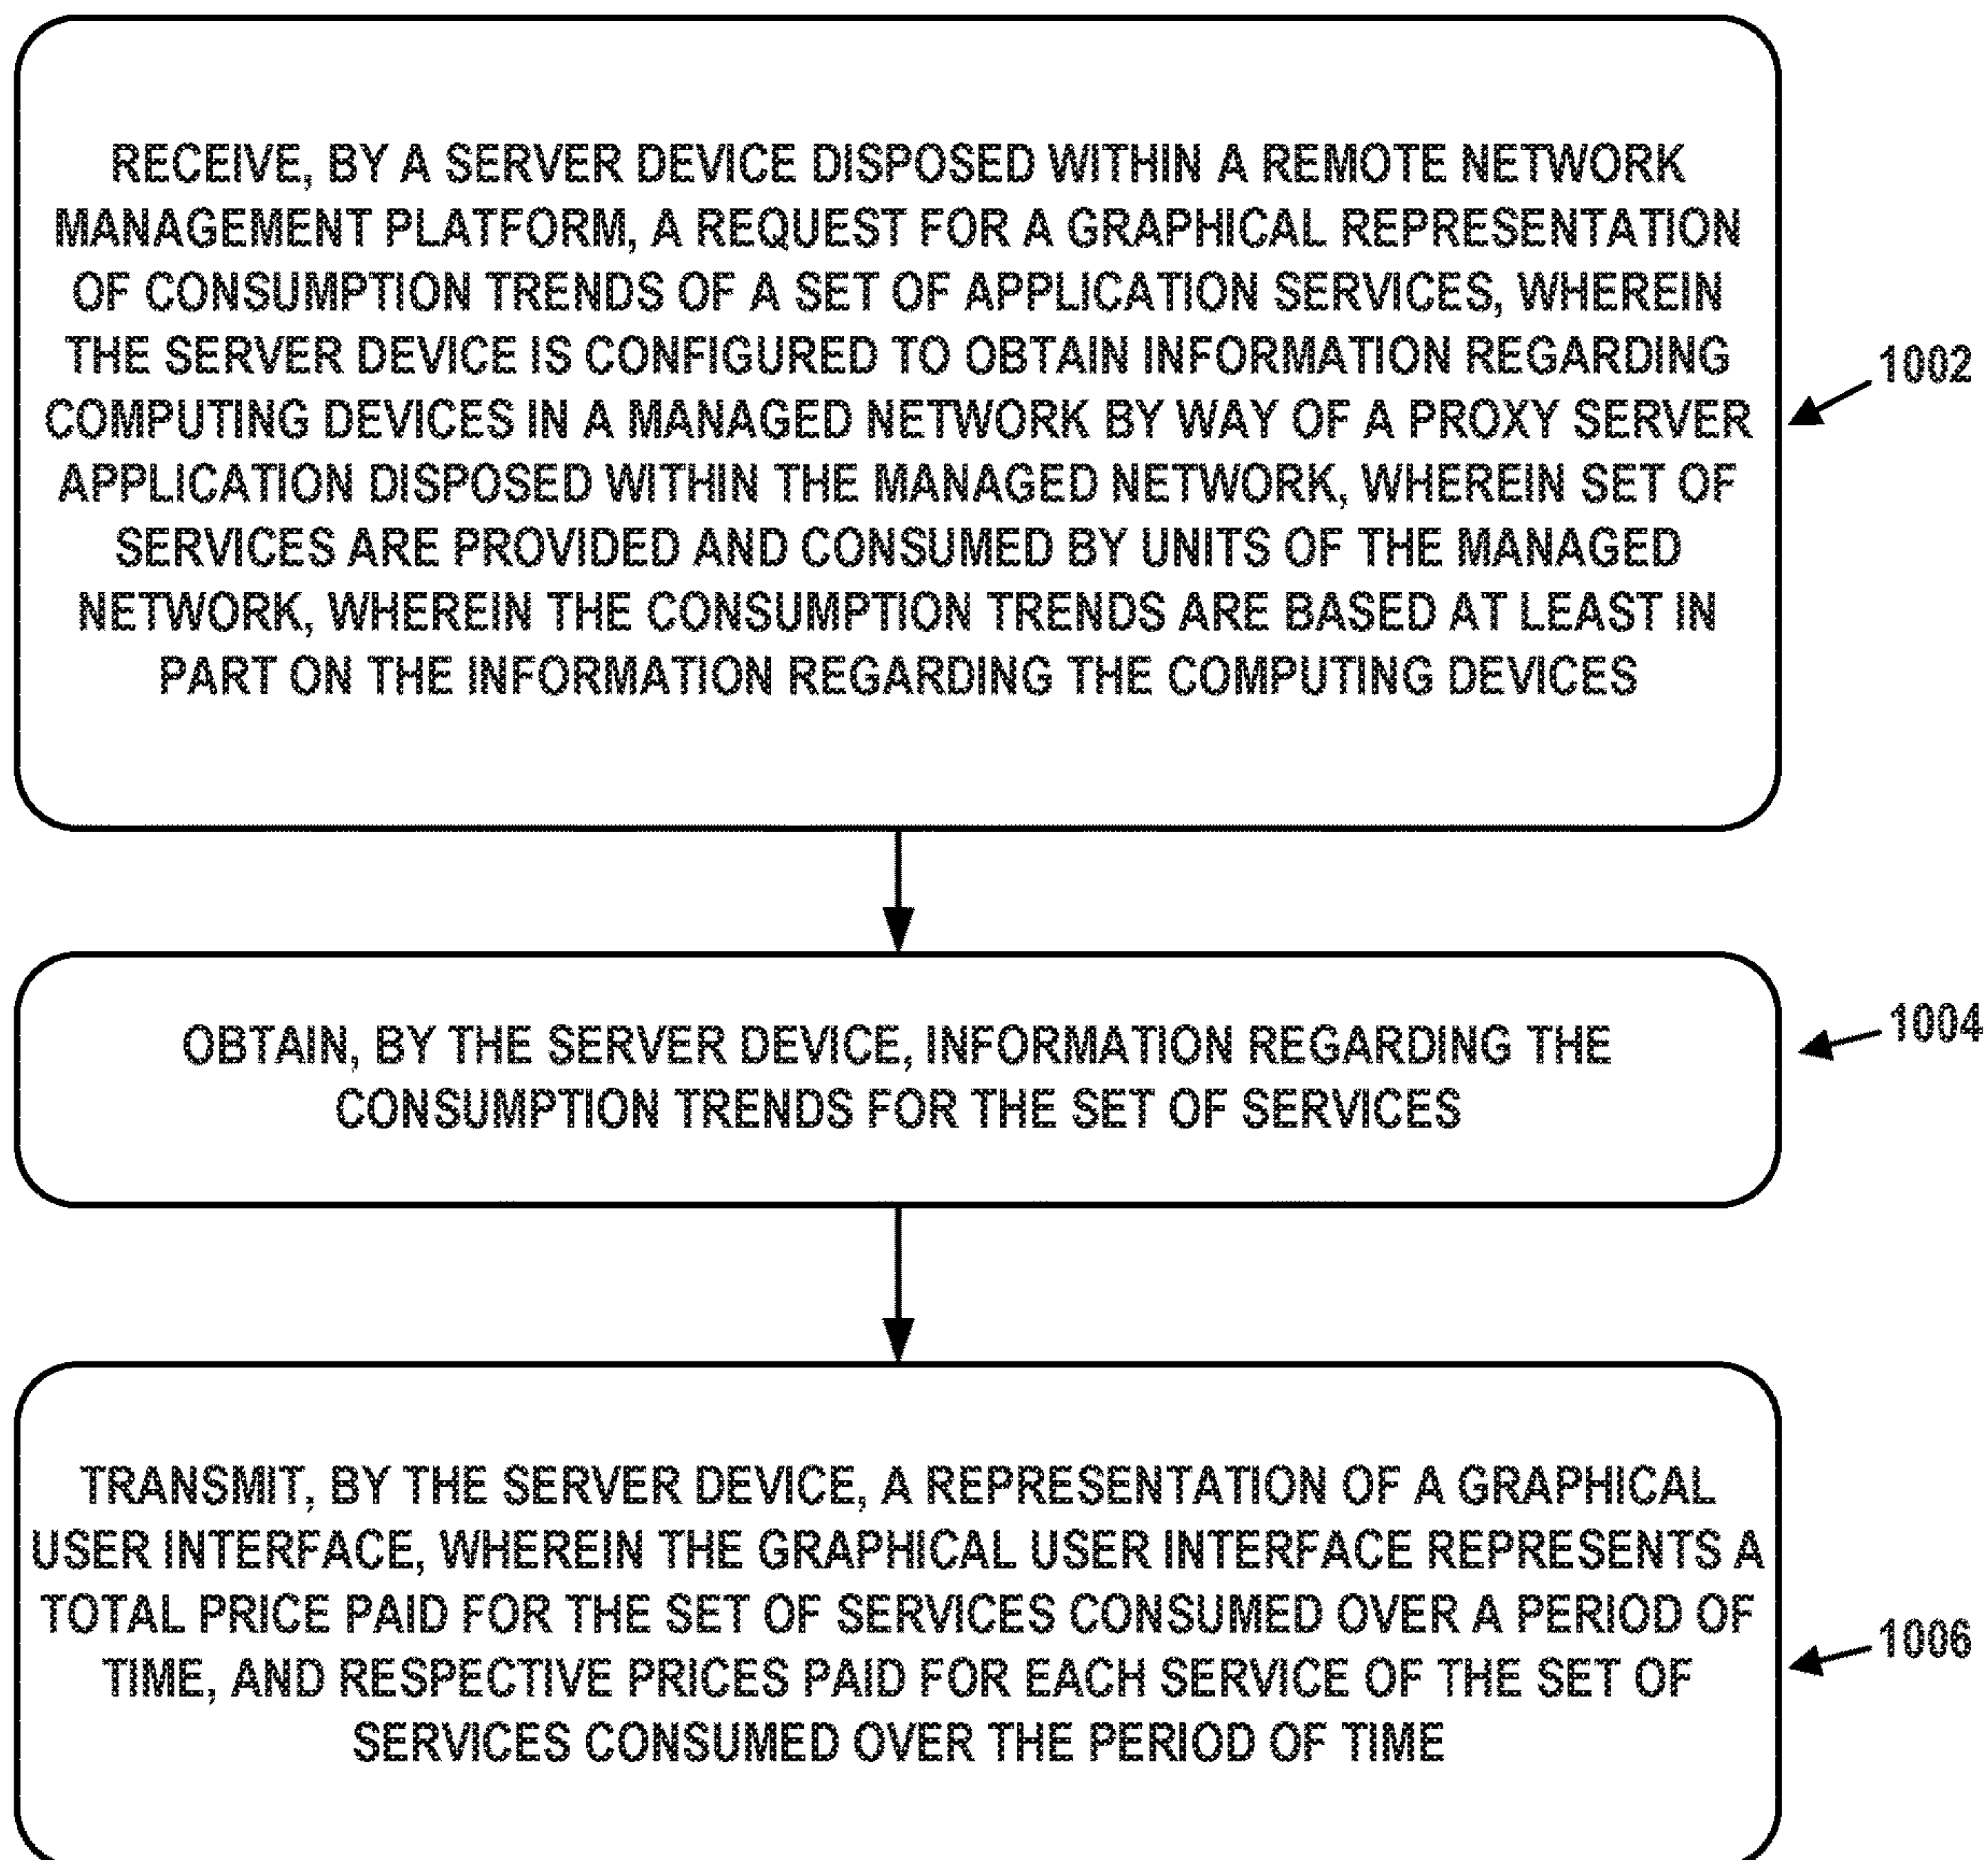 RECEIVE, BY A SERVER DEVICE DISPOSED WITHIN A REMOTE NETWORK
MANAGEMENT PLATFORM, A REQUEST FOR A GRAPHICAL REPRESENTATION
OF CONSUMPTION TRENDS OF A SET OF APPLICATION SERVICES, WHEREIN
THE SERVER DEVICE IS CONFIGURED TO OBTAIN INFORMATION REGARDING
COMPUTING DEVICES IN A MANAGED NETWORK BY WAY OF A PROXY SERVER
APPLICATION DISPOSED WITHIN THE MANAGED NETWORK, WHEREIN SET OF
SERVICES ARE PROVIDED AND CONSUMED BY UNITS OF THE MANAGED
NETWORK, WHEREIN THE CONSUMPTION TRENDS ARE BASED AT LEAST IN
PART ON THE INFORMATION REGARDING THE COMPUTING DEVICES
1002
OBTAIN, BY THE SERVER DEVICE, INFORMATION REGARDING THE
CONSUMPTION TRENDS FOR THE SET OF SERVICES
1004
TRANSMIT, BY THE SERVER DEVICE, A REPRESENTATION OF A GRAPHICAL
USER INTERFACE, WHEREIN THE GRAPHICAL USER INTERFACE REPRESENTS A
TOTAL PRICE PAID FOR THE SET OF SERVICES CONSUMED OVER A PERIOD OF
TIME, AND RESPECTIVE PRICES PAID FOR EACH SERVICE OF THE SET OF
SERVICES CONSUMED OVER THE PERIOD OF TIME
1006